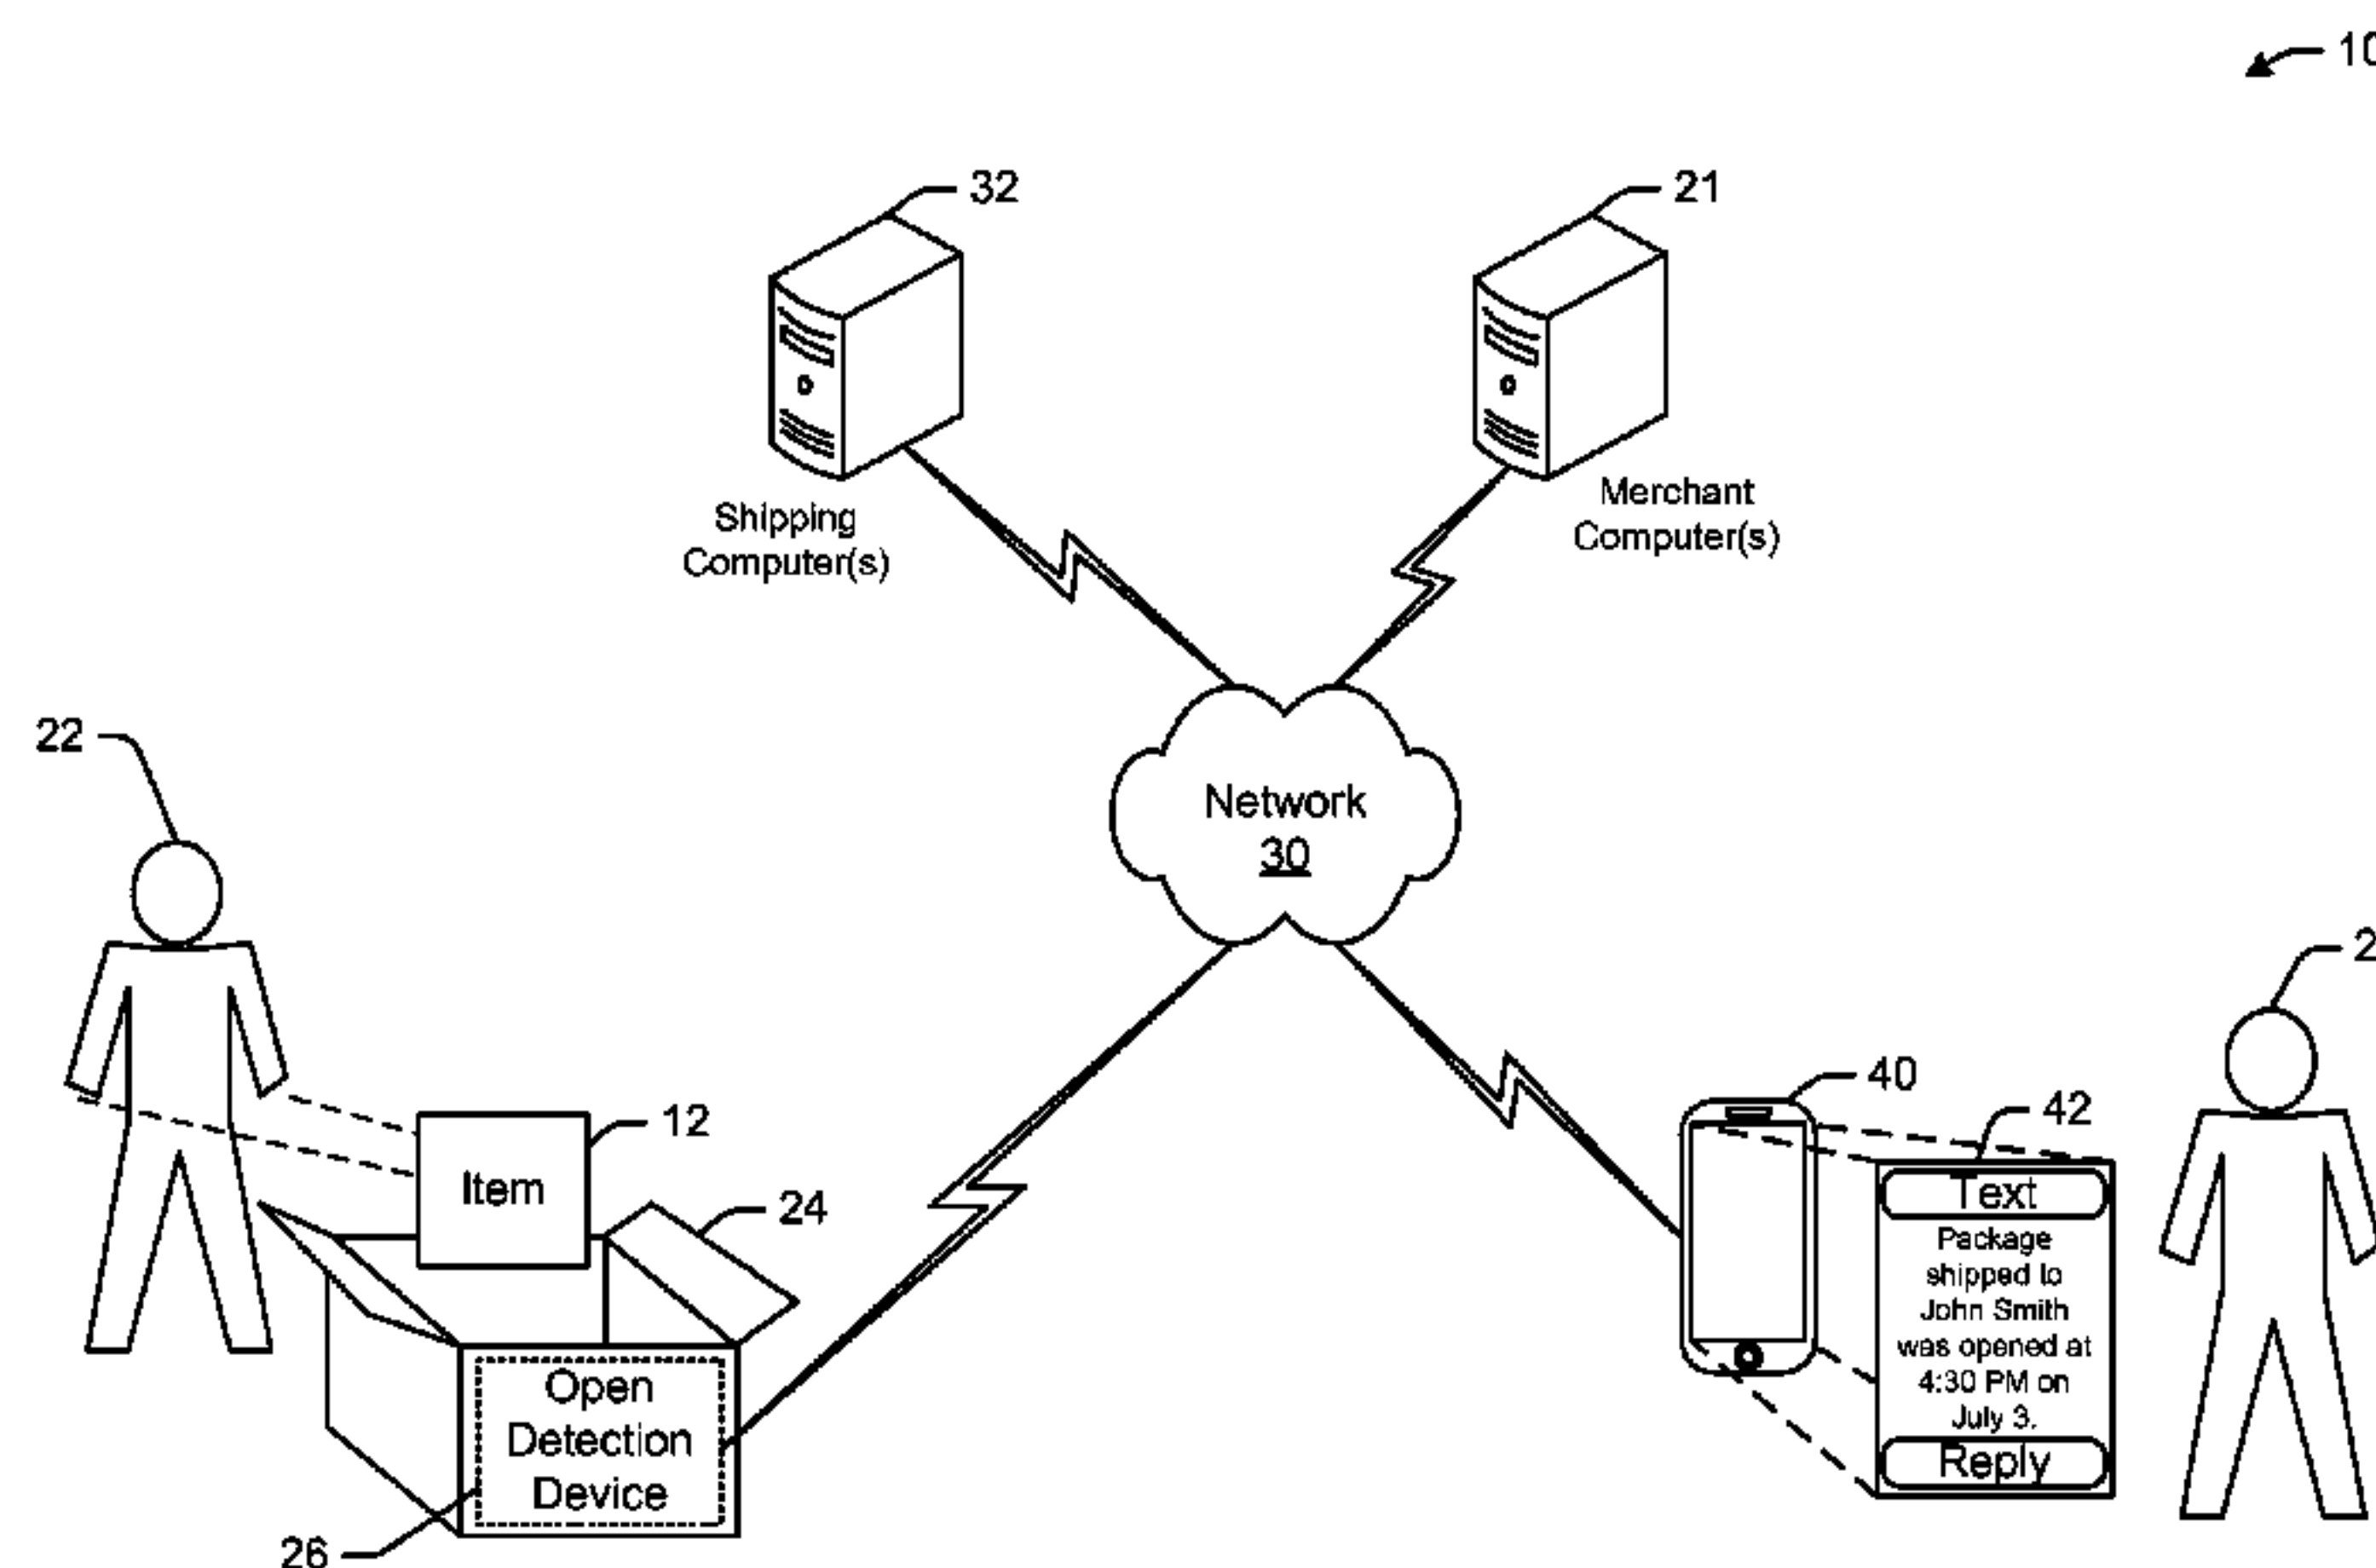 10
32
21
Shipping
Computer(s)
Merchant
Computer(s)
22
Network
30
2
40
12
42
Item
24
Text
Package
shipped to
John Smith
was opened at
4:30 PM on
July 3.
Reply
Open
Detection
Device
26